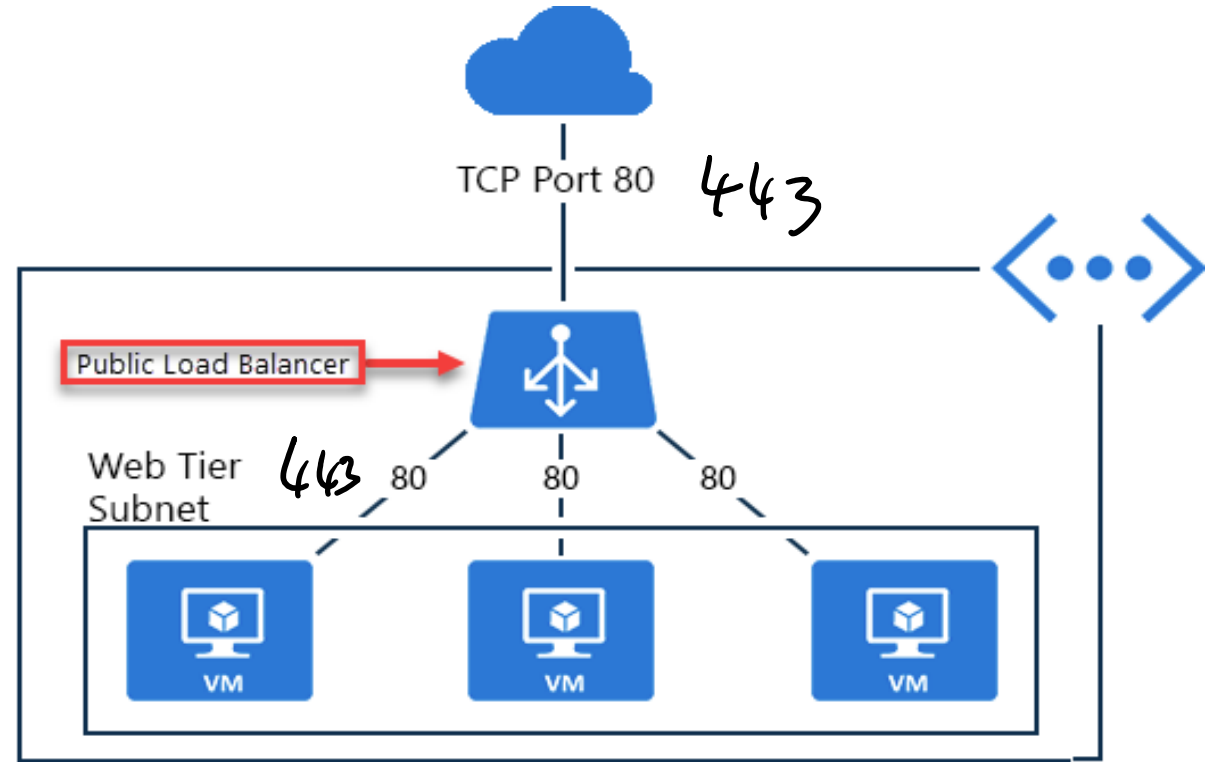 TCP Port 80 443
Public Load Balancer
Web Tier 443 80 80 80
Subnet
VM VM VM